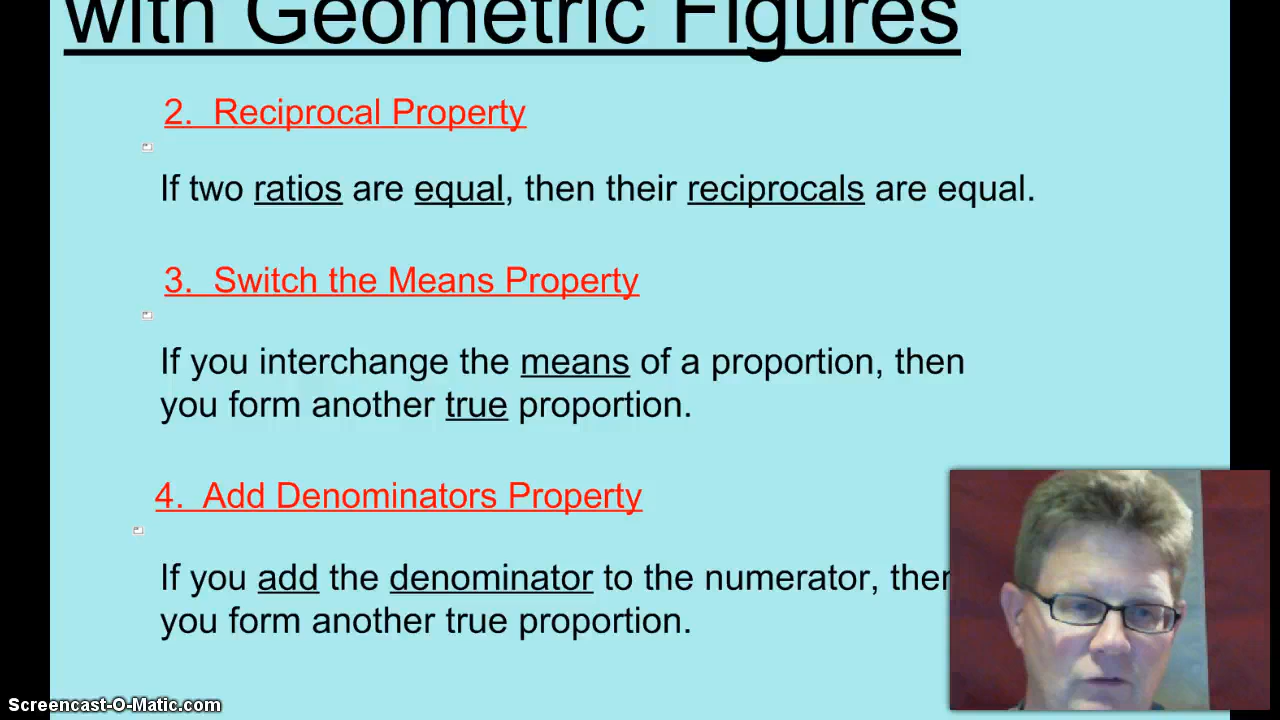 with Geometric Figures
2. Reciprocal Property
If two ratios are equal, then their reciprocals are equal.
3. Switch the Means Property
If you interchange the means of a proportion, then
you form another true proportion.
4. Add Denominators Property
If you add the denominator to the numerator, then
you form another true proportion.
Screencast-O-Matic.com